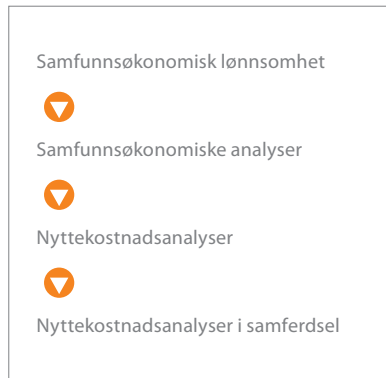 Samfunnsøkonomisk lønnsomhet
Samfunnsøkonomiske analyser
Nyttekostnadsanalyser
Nyttekostnadsanalyser i samferdsel